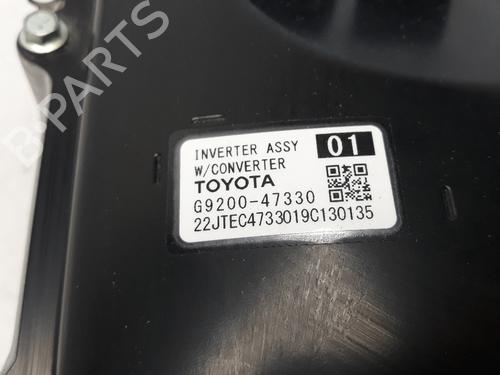 INVERTER ASSY 01
W/CONVERTER
TOYOTA
G9200-47330
22JTEC4733019C130135
B-PARTS